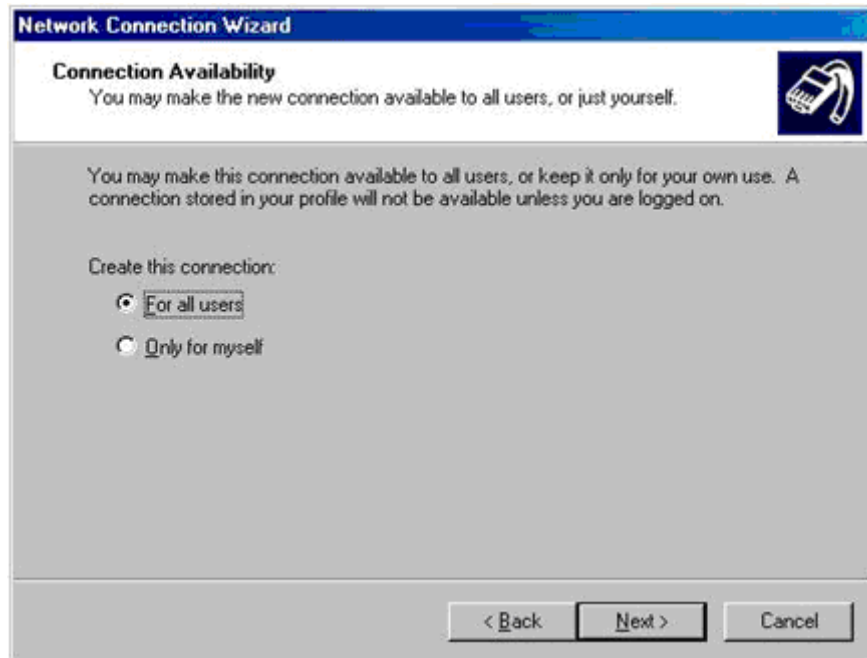 Network Connection Wizard
Connection Availability
You may make the new connection available to all users, or just yourself.
You may make this connection available to all users, or keep it only for your own use. A
connection stored in your profile will not be available unless you are logged on.
Create this connection:
For all users
Only for myself
< Back
Next >
Cancel